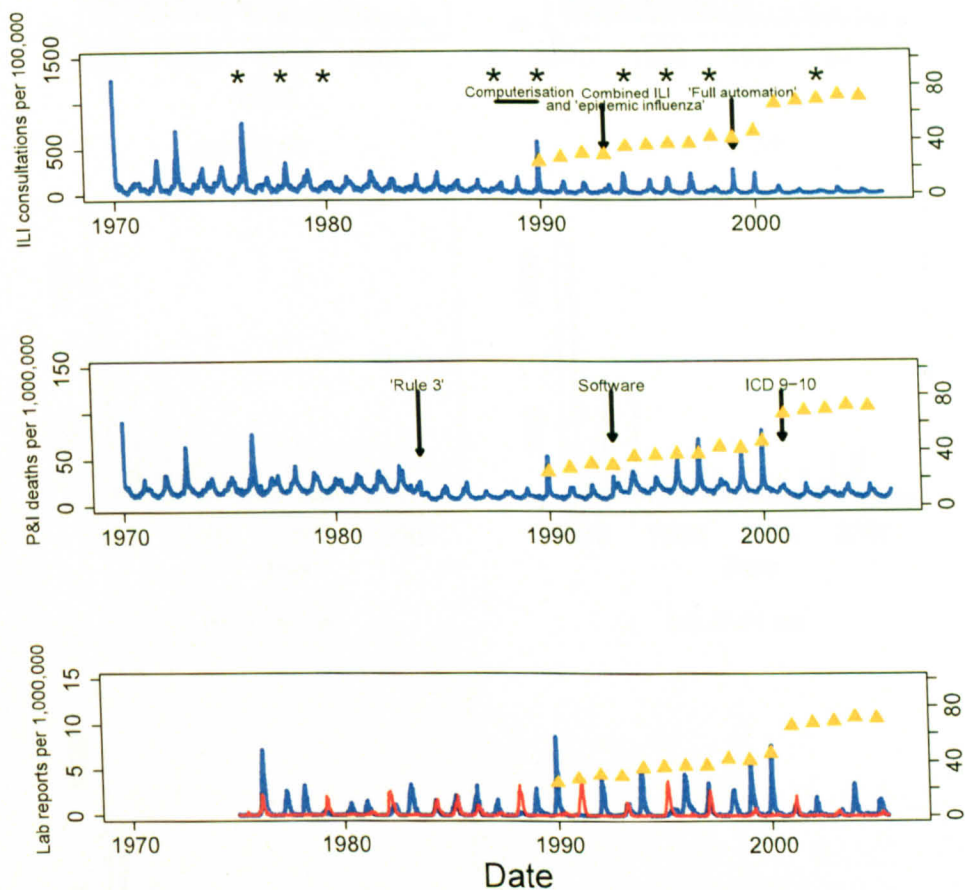 ILI consultations per 100,000
1500
500
0
* * * * * * * * *
Computerisation
Combined ILI
and 'epidemic influenza'
'Full automation'
80
40
0
1970 1980 1990 2000
P&I deaths per 1,000,000
150
50
0
'Rule 3'
Software
ICD 9-10
80
40
0
1970 1980 1990 2000
Lab reports per 1,000,000
15
10
5
0
80
40
0
1970 1980 1990 2000
Date